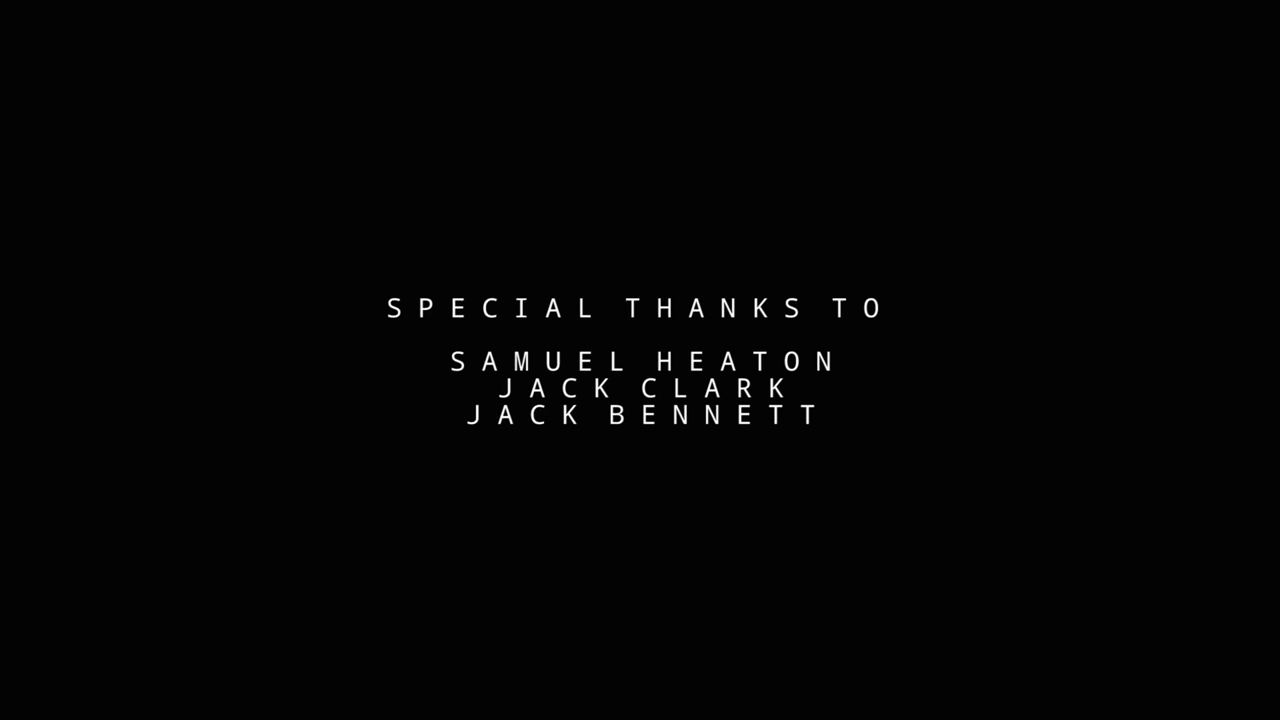 SPECIAL THANKS TO
SAMUEL HEATON
JACK CLARK
JACK BENNETT